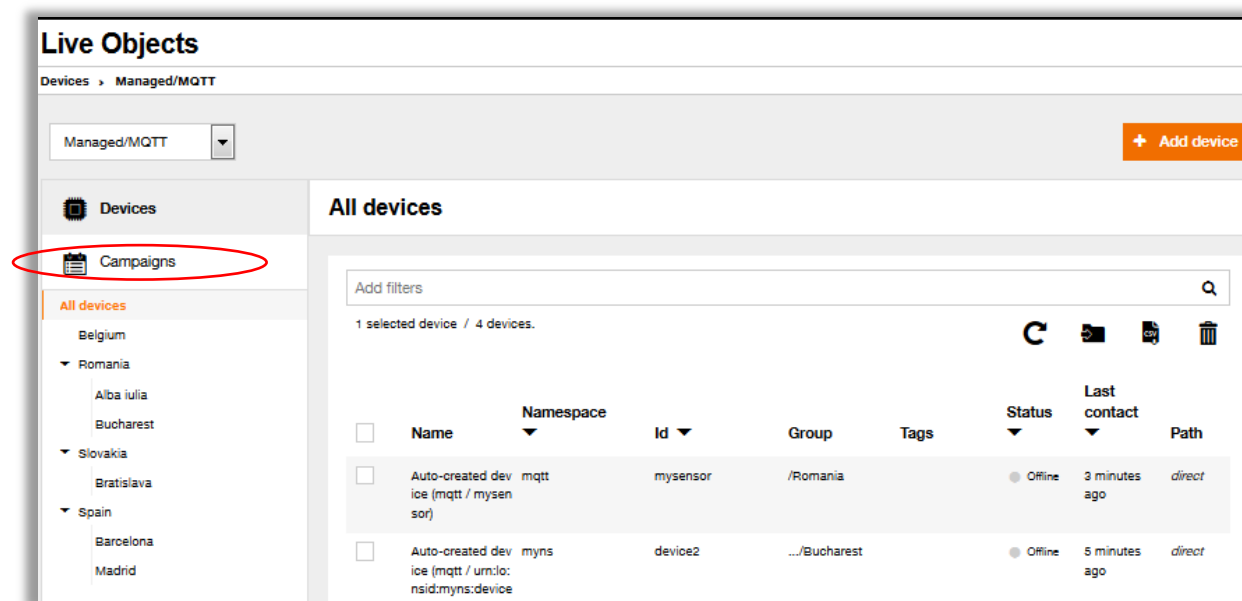 Live Objects
Devices › Managed/MQTT
Managed/MQTT
+ Add device
Devices
Campaigns
All devices
Belgium
Romania
Alba iulia
Bucharest
Slovakia
Bratislava
Spain
Barcelona
Madrid
All devices
Add filters
1 selected device / 4 devices.
CSV
Name Namespace Id Group Tags Status Last contact Path
Auto-created dev mqtt mysensor /Romania Offline 3 minutes direct
ice (mqtt / mysen ago
sor)
Auto-created dev myns device2 .../Bucharest Offline 5 minutes direct
ice (mqtt / urn:lo: ago
nsid:myns:device